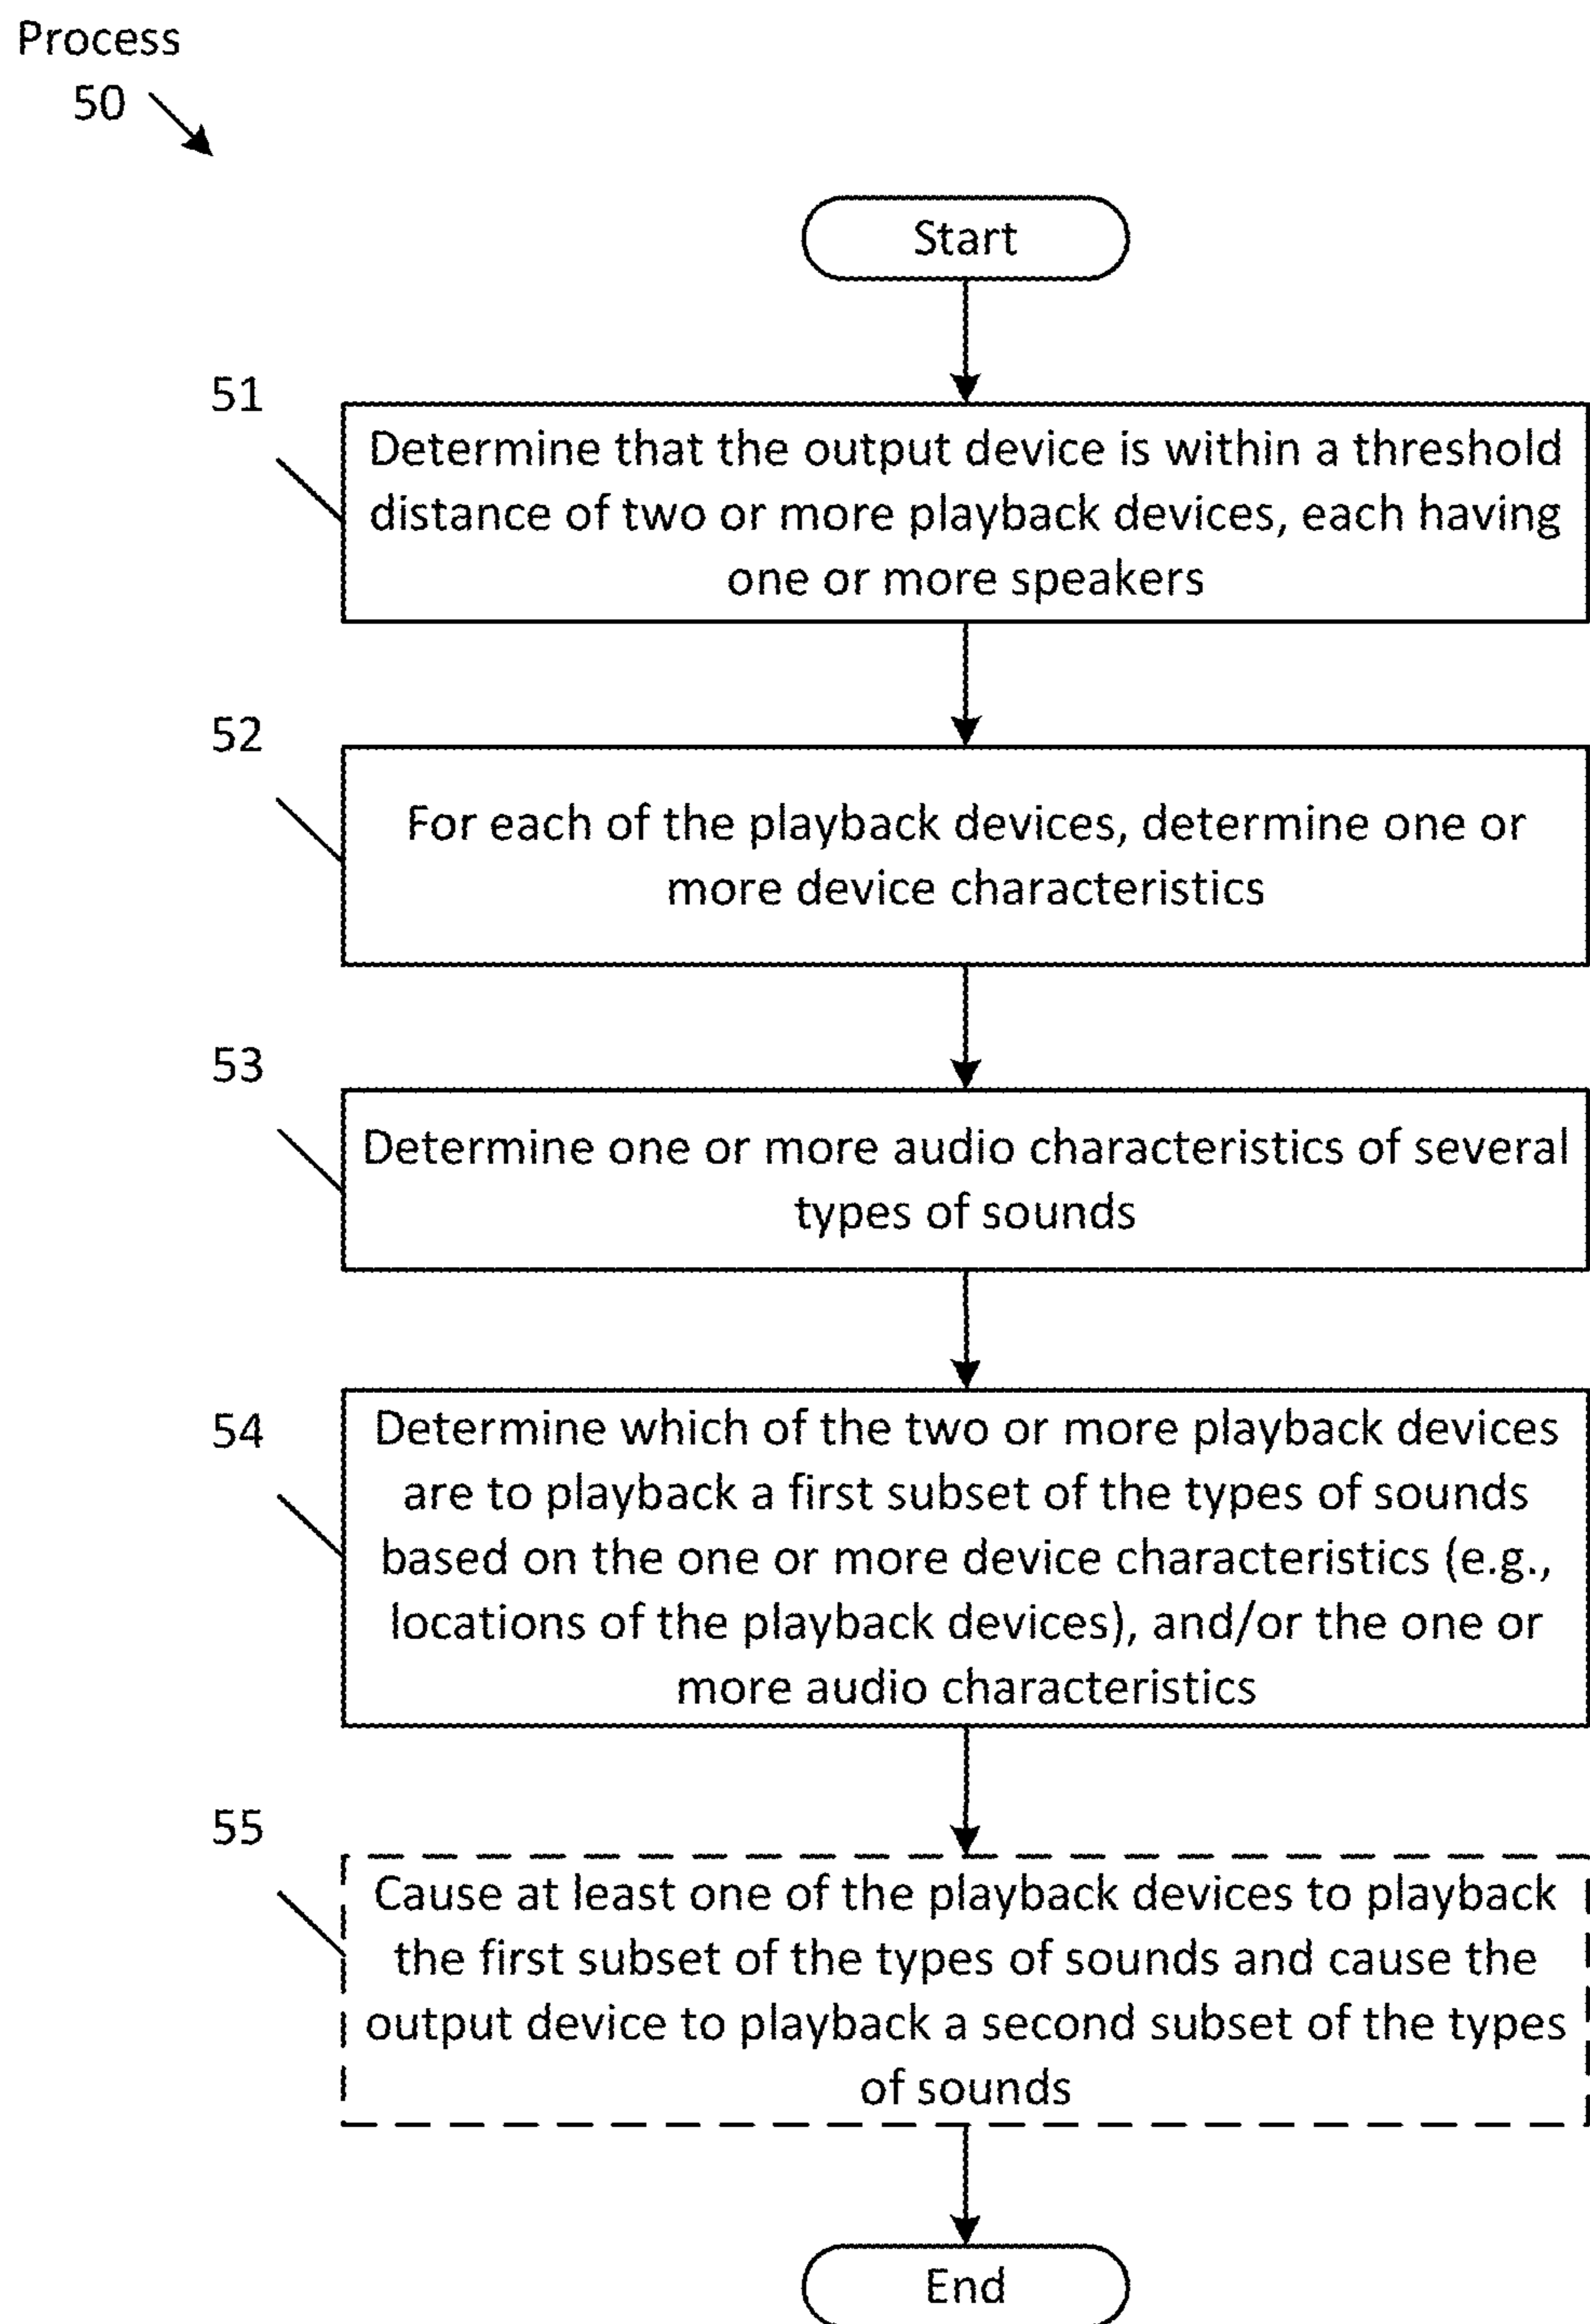 Process
50
Start
51
Determine that the output device is within a threshold
distance of two or more playback devices, each having
one or more speakers
52
For each of the playback devices, determine one or
more device characteristics
53
Determine one or more audio characteristics of several
types of sounds
54
Determine which of the two or more playback devices
are to playback a first subset of the types of sounds
based on the one or more device characteristics (e.g.,
locations of the playback devices), and/or the one or
more audio characteristics
55
Cause at least one of the playback devices to playback
the first subset of the types of sounds and cause the
output device to playback a second subset of the types
of sounds
End